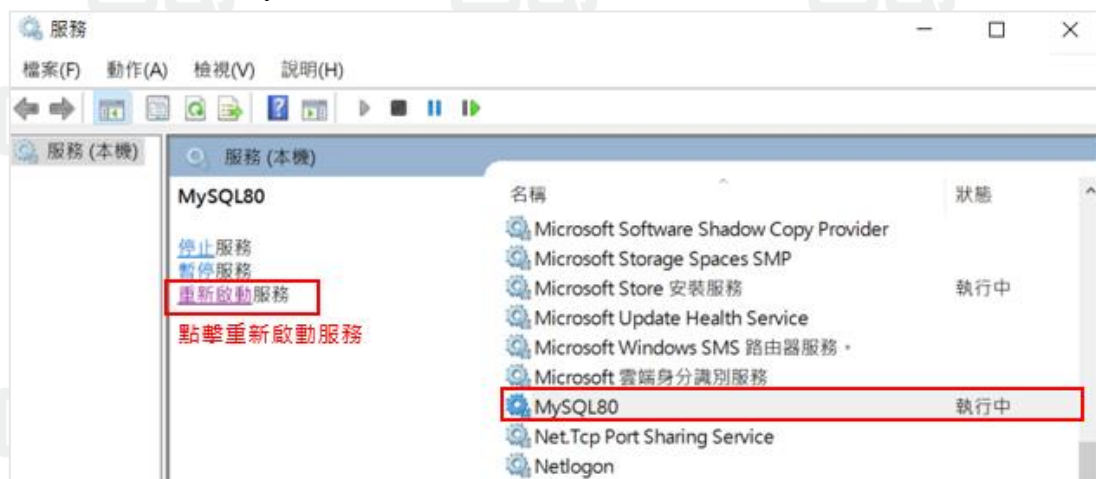 服務
檔案(F) 動作(A) 檢視(V) 說明(H)
服務 (本機)
服務 (本機)
MySQL80
停止服務
暫停服務
重新啟動服務
點擊重新啟動服務
名稱 狀態
Microsoft Software Shadow Copy Provider
Microsoft Storage Spaces SMP
Microsoft Store 安裝服務 執行中
Microsoft Update Health Service
Microsoft Windows SMS 路由器服務。
Microsoft 雲端身分識別服務
MySQL80 執行中
Net.Tcp Port Sharing Service
Netlogon